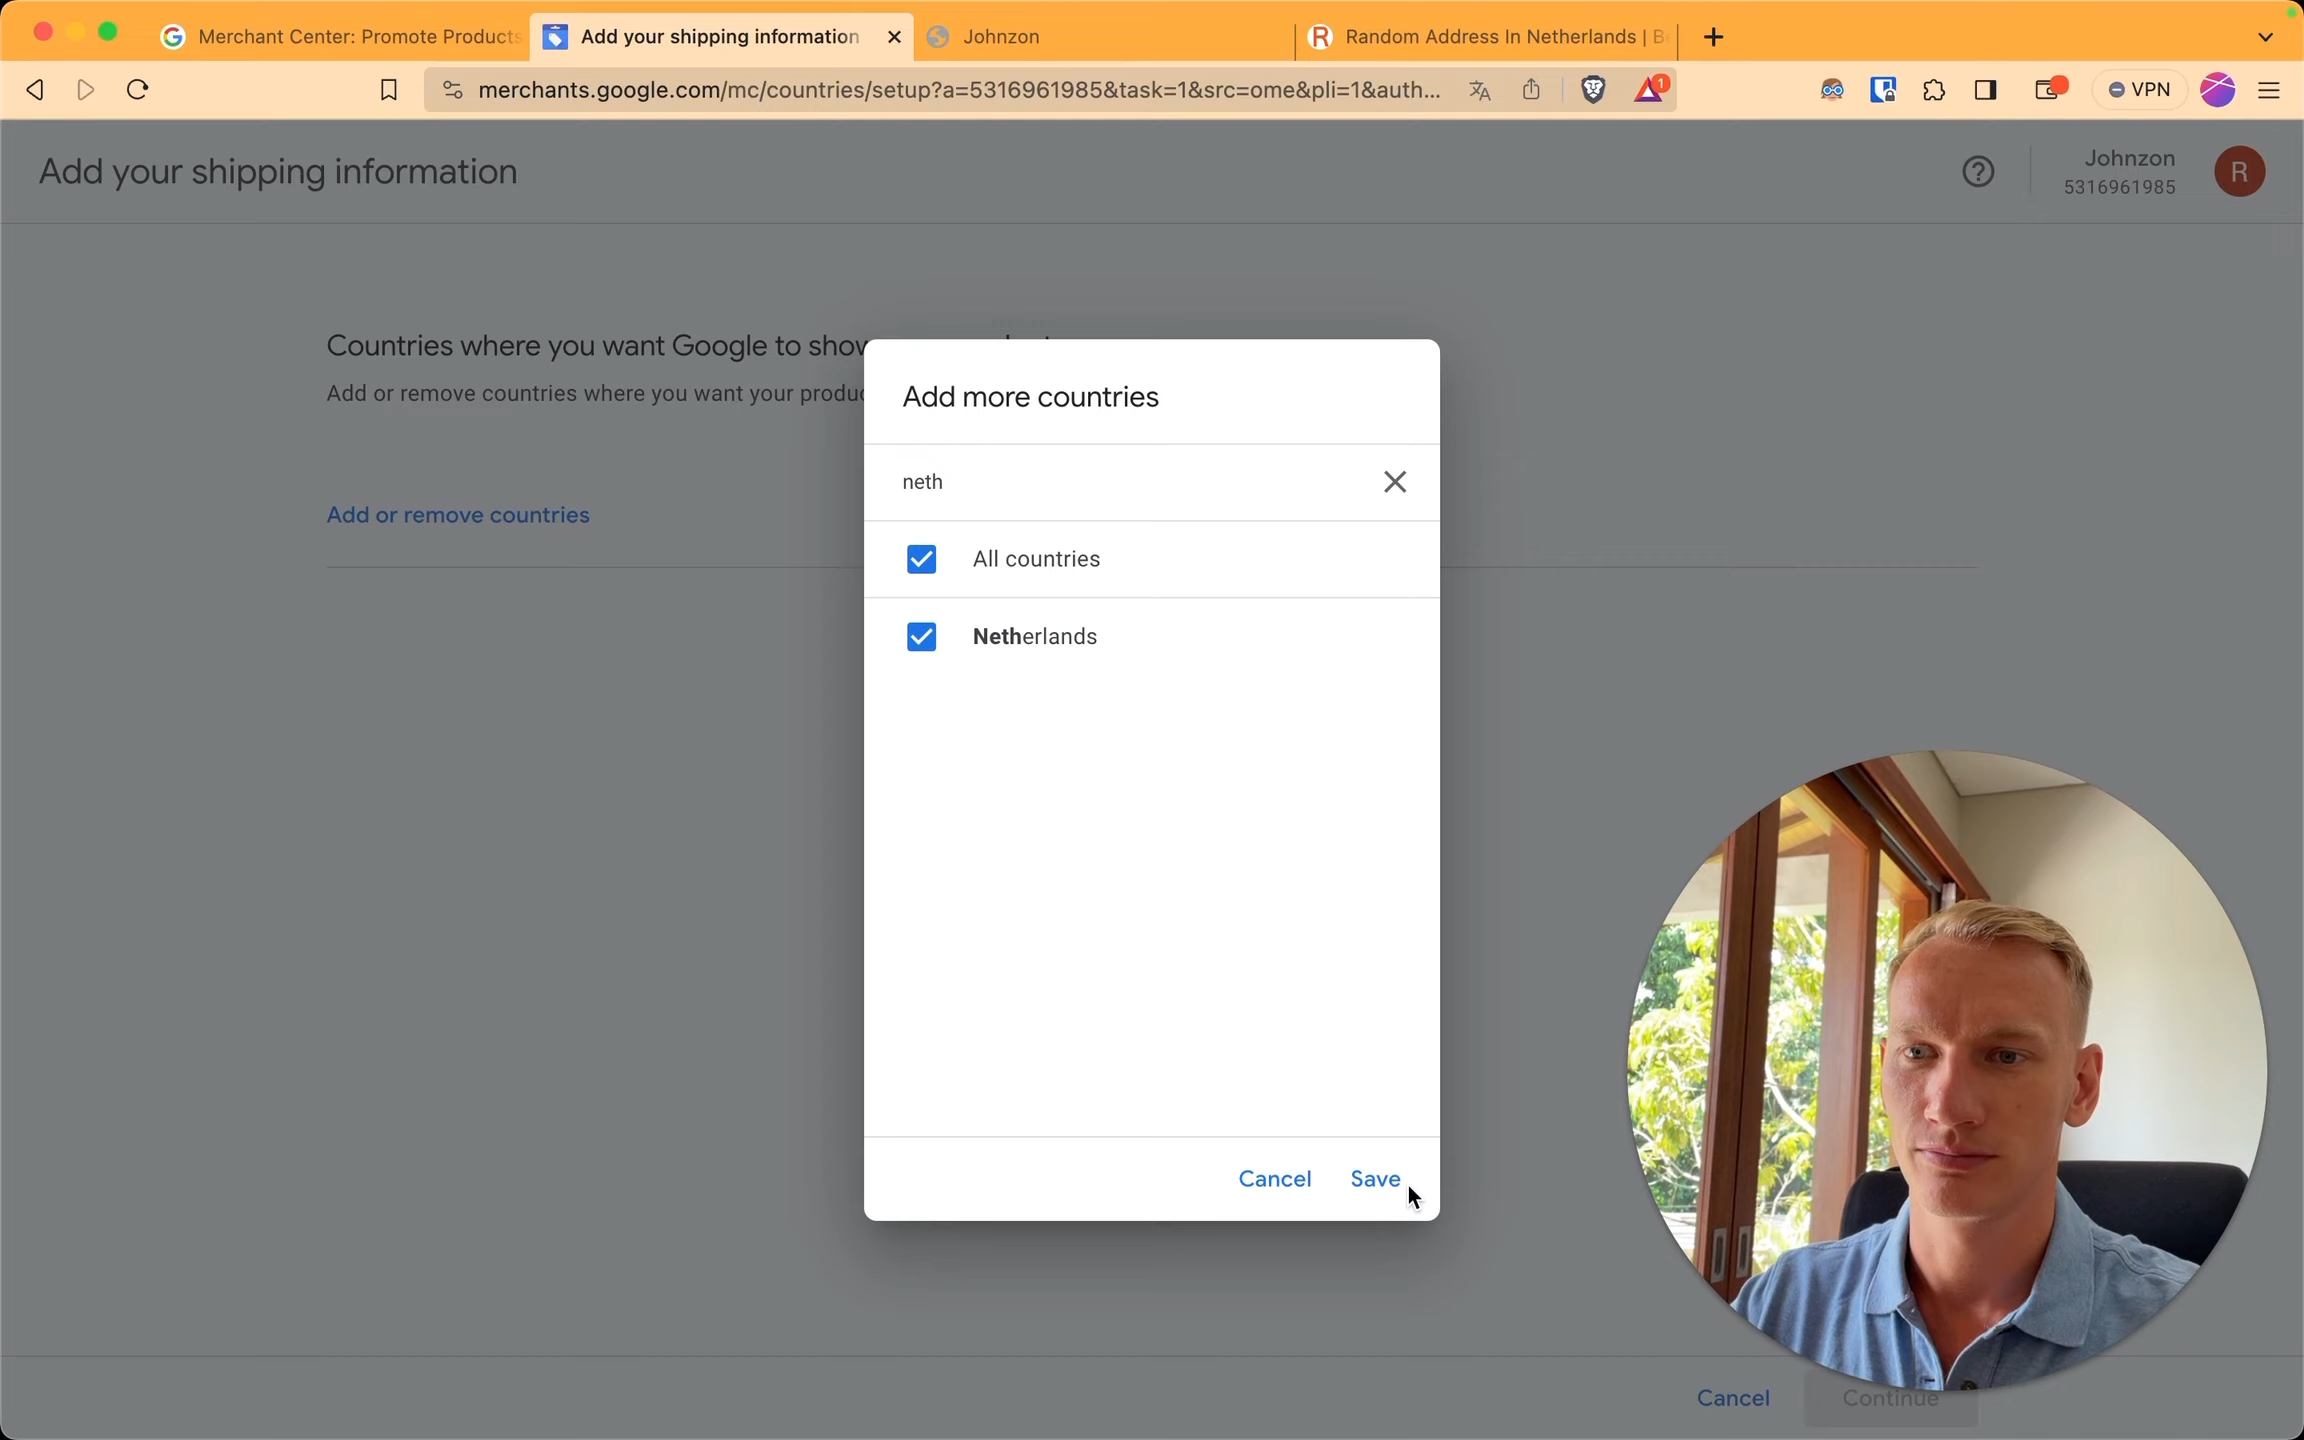 Merchant Center: Promote Products
Add your shipping information
Johnzon
Random Address In Netherlands | B
merchants.google.com/mc/countries/setup?a=5316961985&task=1&src=ome&pli=1&auth...
1
VPN
Add your shipping information
Johnzon
5316961985
R
Countries where you want Google to show
Add or remove countries where you want your produc
Add or remove countries
Add more countries
neth
All countries
Netherlands
Cancel
Save
Cancel
Continue